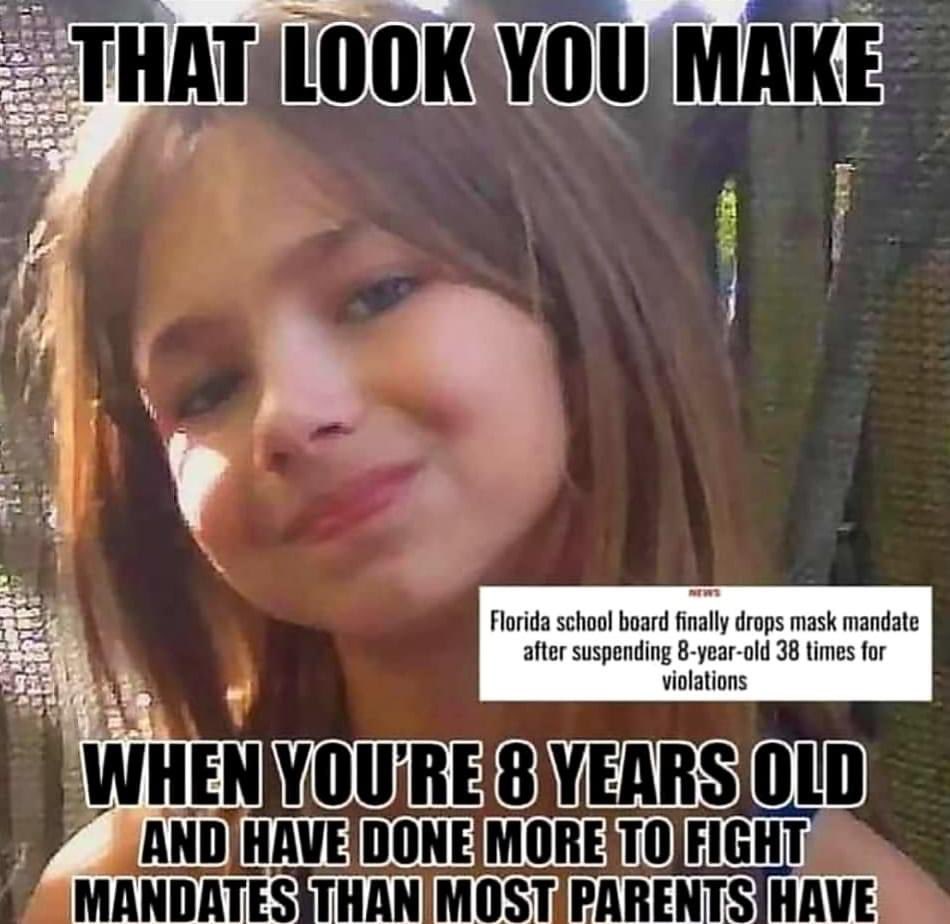 THAT LOOK YOU MAKE
NEWS
Florida school board finally drops mask mandate
after suspending 8-year-old 38 times for
violations
WHEN YOU'RE 8 YEARS OLD
AND HAVE DONE MORE TO FIGHT
MANDATES THAN MOST PARENTS HAVE